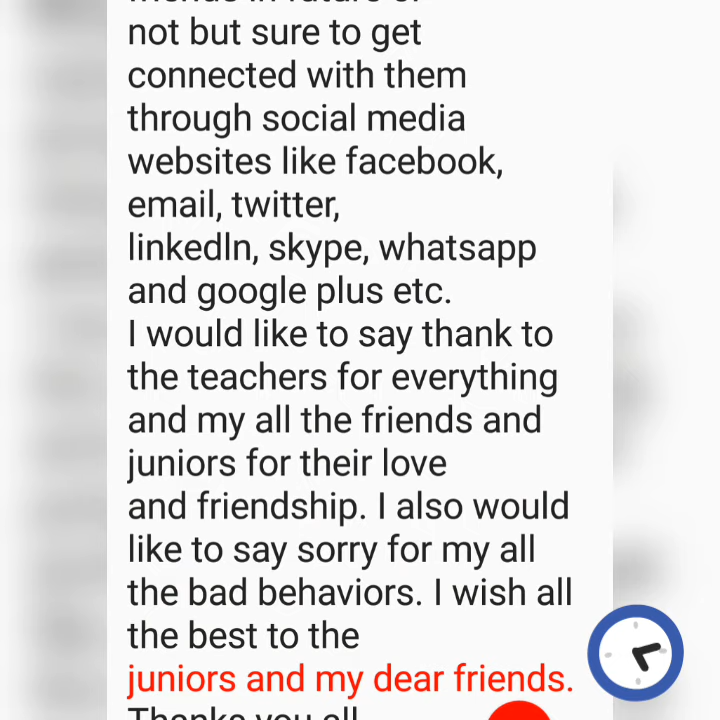 not but sure to get
connected with them
through social media
websites like facebook,
email, twitter,
linkedln, skype, whatsapp
and google plus etc.
I would like to say thank to
the teachers for everything
and my all the friends and
juniors for their love
and friendship. I also would
like to say sorry for my all
the bad behaviors. I wish all
the best to the
juniors and my dear friends.
Thanks you all